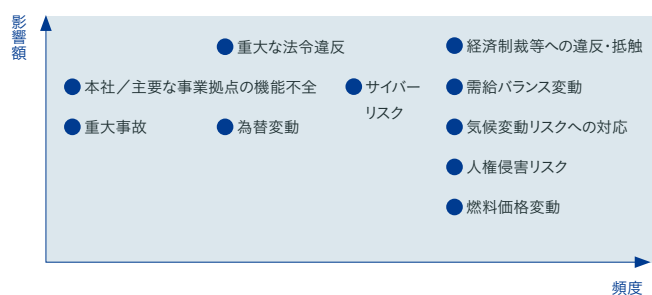 影響額
重大な法令違反
経済制裁等への違反・抵触
本社／主要な事業拠点の機能不全
サイバー
リスク
需給バランス変動
重大事故
為替変動
気候変動リスクへの対応
人権侵害リスク
燃料価格変動
頻度